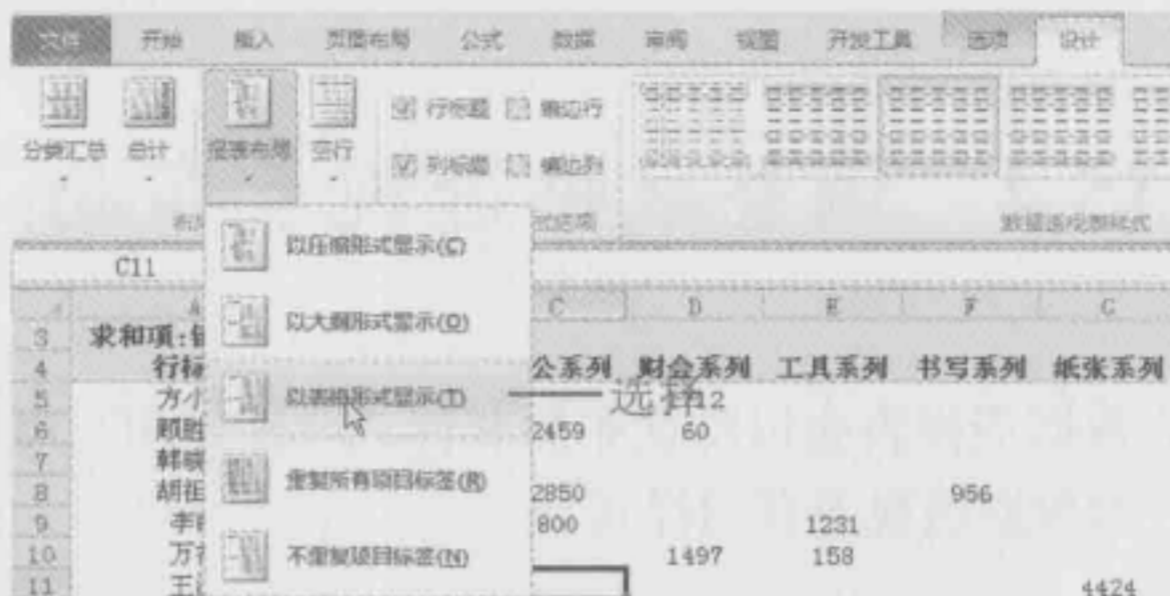 文件 开始 插入 页面布局 公式 数据 审阅 视图 开发工具 选项 设计
分类汇总 总计 报表布局 空行
行标题 镶边行
列标题 镶边列
数据透视表样式
C11
以压缩形式显示(C)
以大纲形式显示(O)
以表格形式显示(T)
重复所有项目标签(R)
不重复项目标签(N)
选择
C D E F G
3 求和项:
4 行标 公系列 财会系列 工具系列 书写系列 纸张系列
5 方小 12
6 顾胜 2459 60
7
8 2850 956
9 李 800 1231
10 万 1497 158
11 王 4424